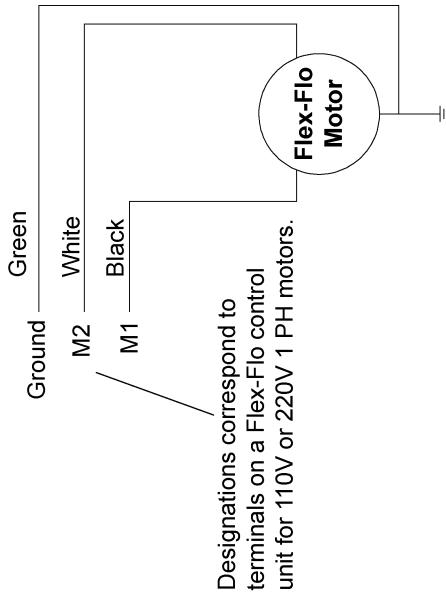 Ground Green
M2 White
M1 Black
Flex-Flo
Motor
Designations correspond to
terminals on a Flex-Flo control
unit for 110V or 220V 1 PH motors.